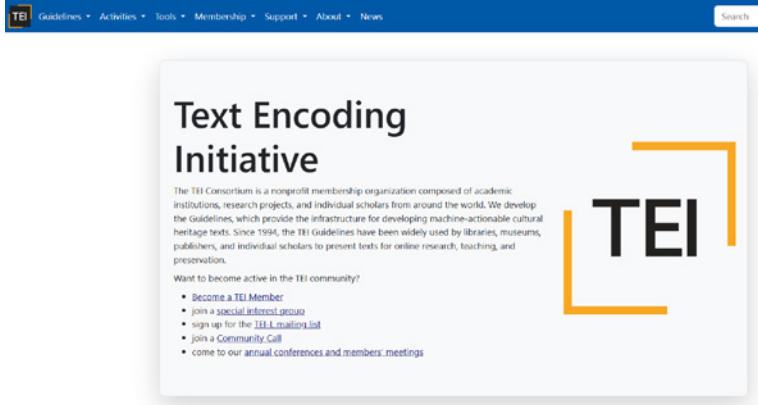 TEI Guidelines Activities Tools Membership Support About News Search
Text Encoding
Initiative
The TEI Consortium is a nonprofit membership organization composed of academic
institutions, research projects, and individual scholars from around the world. We develop
the Guidelines, which provide the infrastructure for developing machine-actionable cultural
heritage texts. Since 1994, the TEI Guidelines have been widely used by libraries, museums,
publishers, and individual scholars to present texts for online research, teaching, and
preservation.
TEI
Want to become active in the TEI community?
Become a TEI Member
join a special interest group
sign up for the TEI-L mailing list
join a Community Call
come to our annual conferences and members' meetings